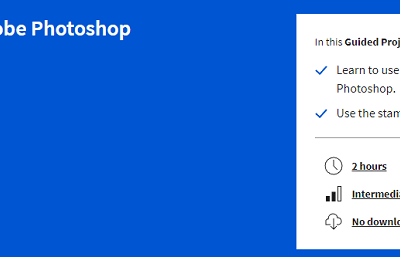 obe Photoshop
In this Guided Proj
Learn to use
Photoshop.
Use the stam
2 hours
Intermedi
No downlo